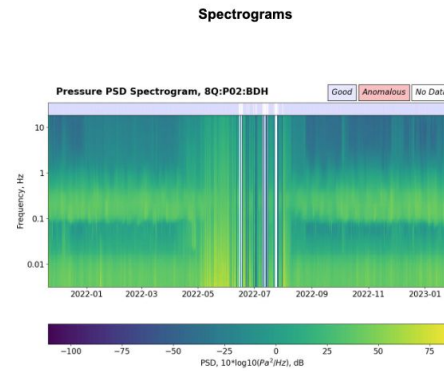 Spectrograms
Pressure PSD Spectrogram, 8Q:P02:BDH
Good Anomalous No Data
10
1
0.1
0.01
Frequency, Hz
2022-01 2022-03 2022-05 2022-07 2022-09 2022-11 2023-01
−100 −75 −50 −25 0 25 50 75
PSD, 10*log10(Pa²/Hz), dB